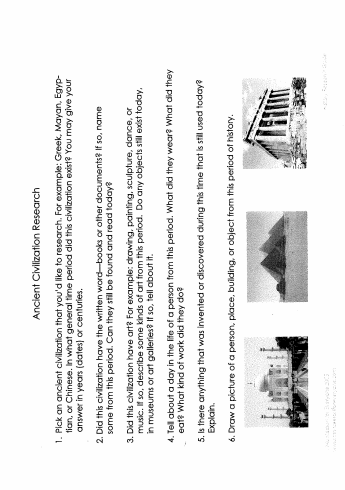 Ancient Civilization Research
1. Pick an ancient civilization that you'd like to research. For example: Greek, Mayan, Egyp-
tian, or Chinese. In what general time period did this civilization exist? You may give your
answer in years (dates) or centuries.
2. Did this civilization have the written word—books or other documents? If so, name
some from this period. Can they still be found and read today?
3. Did this civilization have art? For example: drawing, painting, sculpture, dance, or
music. If so, describe some kinds of art from this period. Do any objects still exist today,
in museums or art galleries? If so, tell about it.
4. Tell about a day in the life of a person from this period. What did they wear? What did they
eat? What kind of work did they do?
5. Is there anything that was invented or discovered during this time that is still used today?
Explain.
6. Draw a picture of a person, place, building, or object from this period of history.